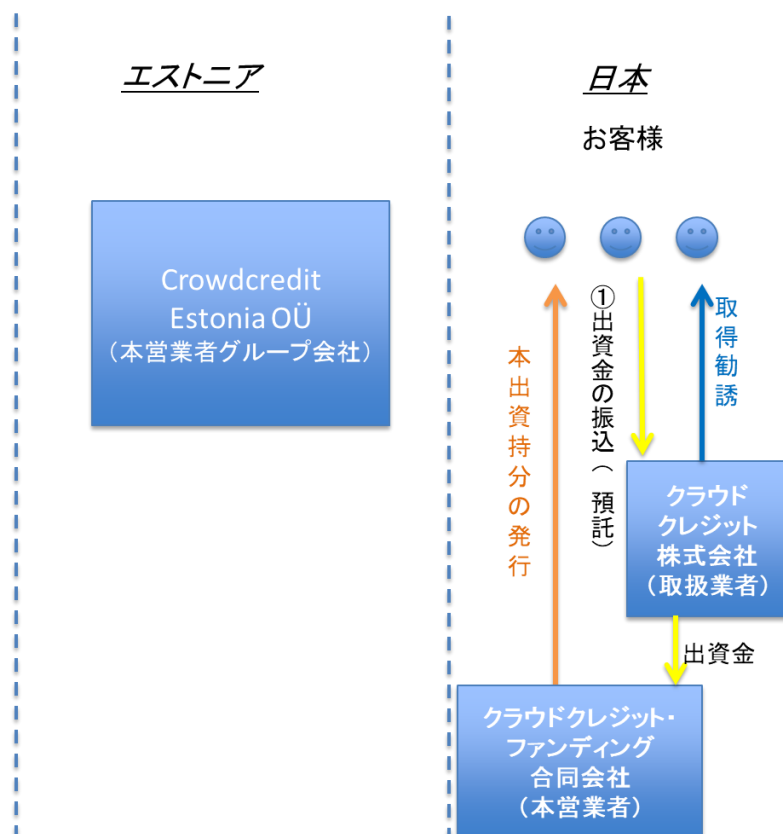 エストニア
日本
お客様
Crowdcredit
Estonia OÜ
（本営業者グループ会社）
本出資持分の発行
①出資金の振込（預託）
取得勧誘
クラウド
クレジット
株式会社
（取扱業者）
出資金
クラウドクレジット・
ファンディング
合同会社
（本営業者）